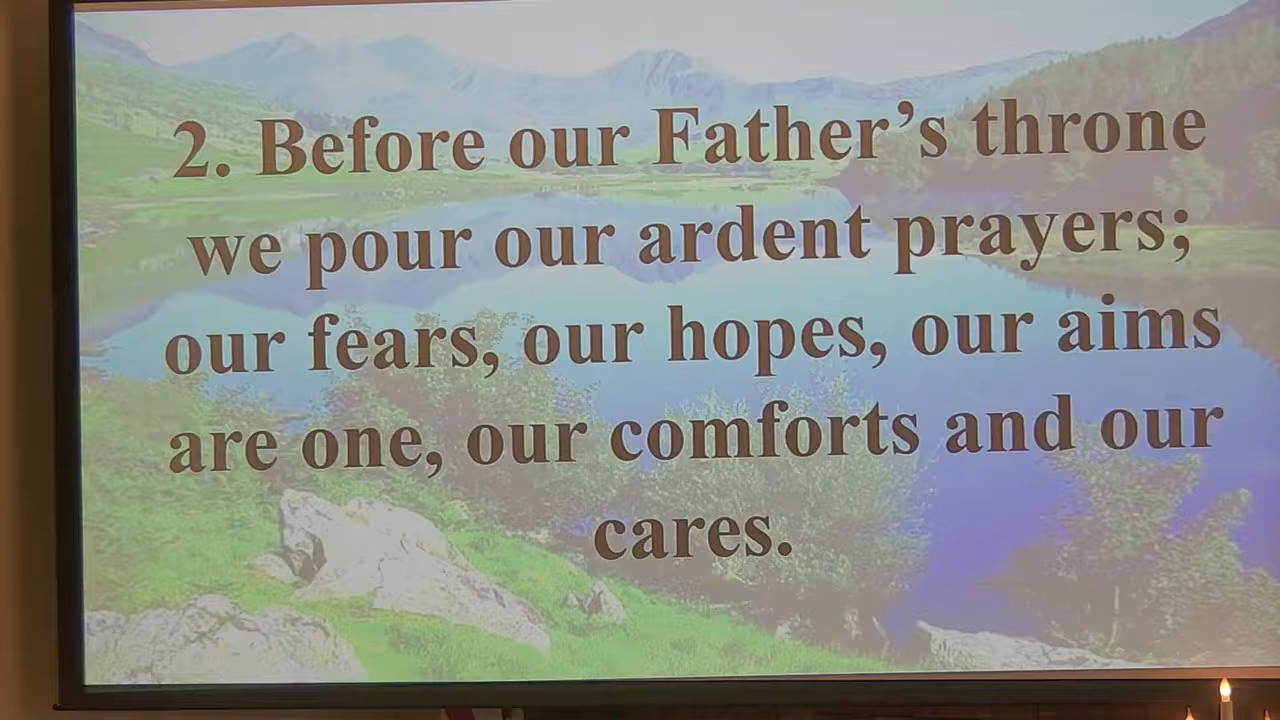 2. Before our Father’s throne
we pour our ardent prayers;
our fears, our hopes, our aims
are one, our comforts and our
cares.